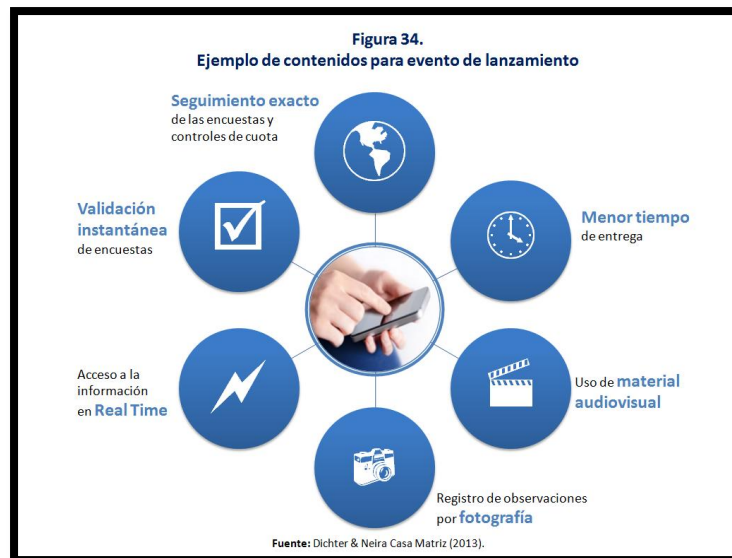 Figura 34.
Ejemplo de contenidos para evento de lanzamiento
Seguimiento exacto
de las encuestas y
controles de cuota
Menor tiempo
de entrega
Validación
instantánea
de encuestas
Acceso a la
información
en Real Time
Uso de material
audiovisual
Registro de observaciones
por fotografía
Fuente: Dichter & Neira Casa Matriz (2013).